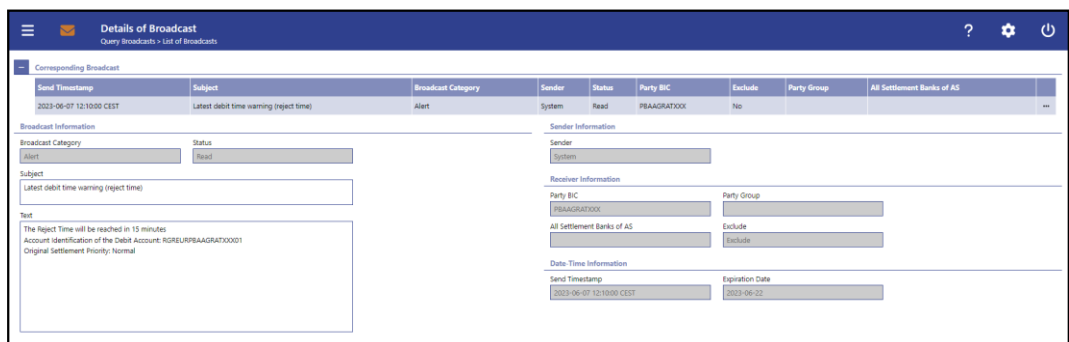 Details of Broadcast
Query Broadcasts > List of Broadcasts
?
Corresponding Broadcast
Send Timestamp Subject Broadcast Category Sender Status Party BIC Exclude Party Group All Settlement Banks of AS
2023-06-07 12:10:00 CEST Latest debit time warning (reject time) Alert System Read PBAAGRATXXX No ...
Broadcast Information
Broadcast Category Status
Alert Read
Subject
Latest debit time warning (reject time)
Text
The Reject Time will be reached in 15 minutes
Account Identification of the Debit Account: RGREURPBAAGRATXXX01
Original Settlement Priority: Normal
Sender Information
Sender
System
Receiver Information
Party BIC Party Group
PBAAGRATXXX
All Settlement Banks of AS Exclude
Exclude
Date-Time Information
Send Timestamp Expiration Date
2023-06-07 12:10:00 CEST 2023-06-22